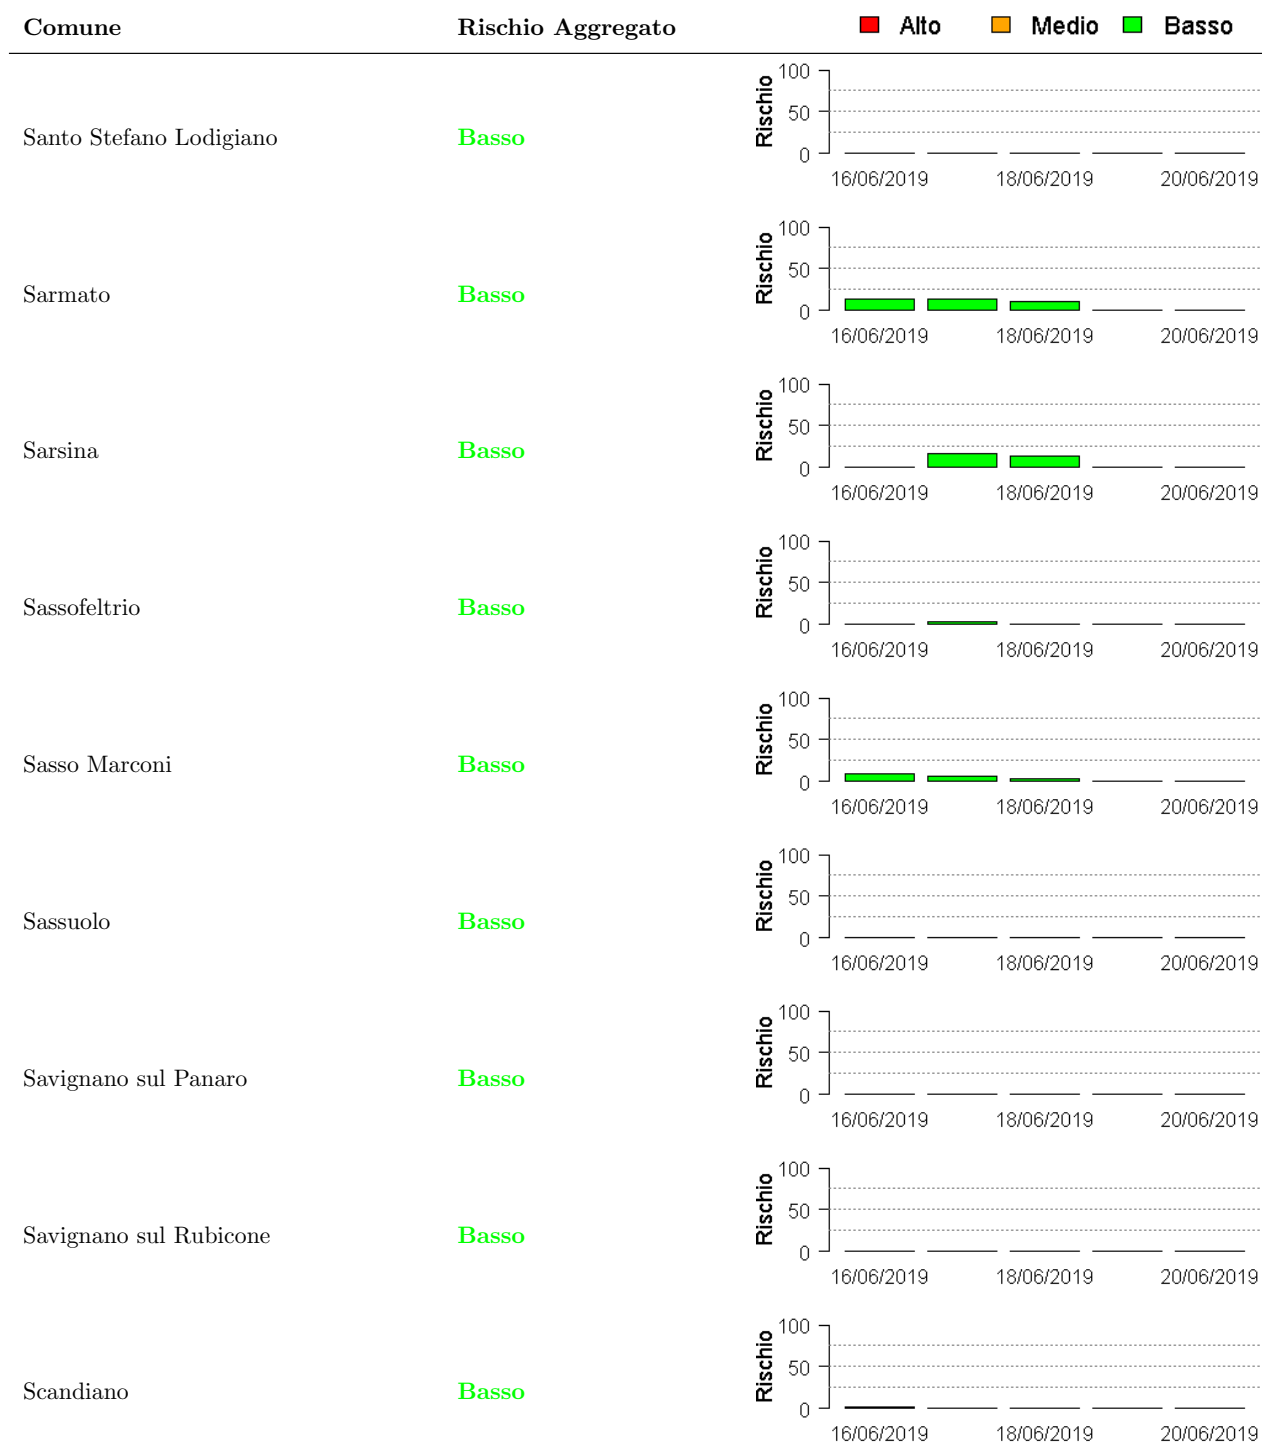 Comune Rischio Aggregato Alto Medio Basso
Santo Stefano Lodigiano Basso Rischio 0 50 100
16/06/2019 18/06/2019 20/06/2019
Sarmato Basso Rischio 0 50 100
16/06/2019 18/06/2019 20/06/2019
Sarsina Basso Rischio 0 50 100
16/06/2019 18/06/2019 20/06/2019
Sassofeltrio Basso Rischio 0 50 100
16/06/2019 18/06/2019 20/06/2019
Sasso Marconi Basso Rischio 0 50 100
16/06/2019 18/06/2019 20/06/2019
Sassuolo Basso Rischio 0 50 100
16/06/2019 18/06/2019 20/06/2019
Savignano sul Panaro Basso Rischio 0 50 100
16/06/2019 18/06/2019 20/06/2019
Savignano sul Rubicone Basso Rischio 0 50 100
16/06/2019 18/06/2019 20/06/2019
Scandiano Basso Rischio 0 50 100
16/06/2019 18/06/2019 20/06/2019